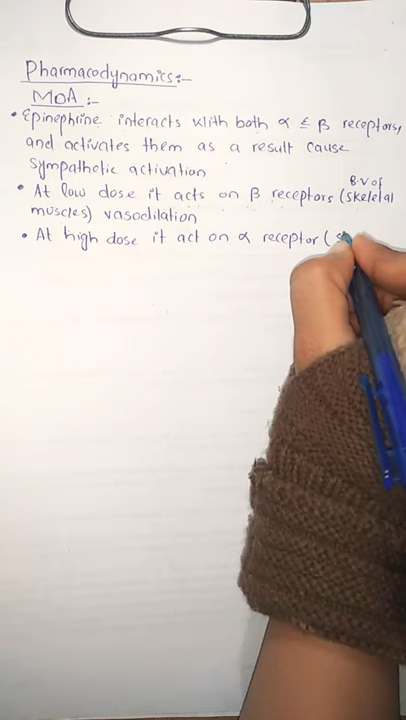 Pharmacodynamics:-
MOA :-
• Epinephrine interacts with both α & β receptors,
and activates them as a result cause
sympathetic activation
B.V of
• At low dose it acts on β receptors (skeletal
muscles) vasodilation
• At high dose it act on α receptor (